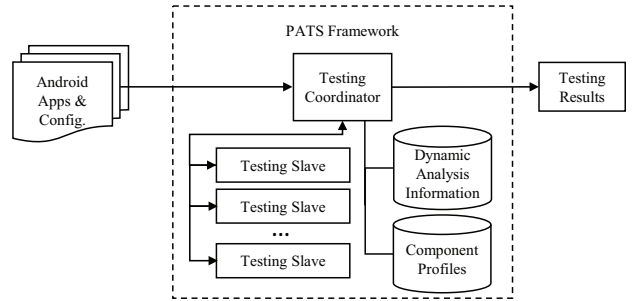 PATS Framework
Android
Apps &
Config.
Testing
Coordinator
Testing
Results
Testing Slave
Testing Slave
...
Testing Slave
Dynamic
Analysis
Information
Component
Profiles